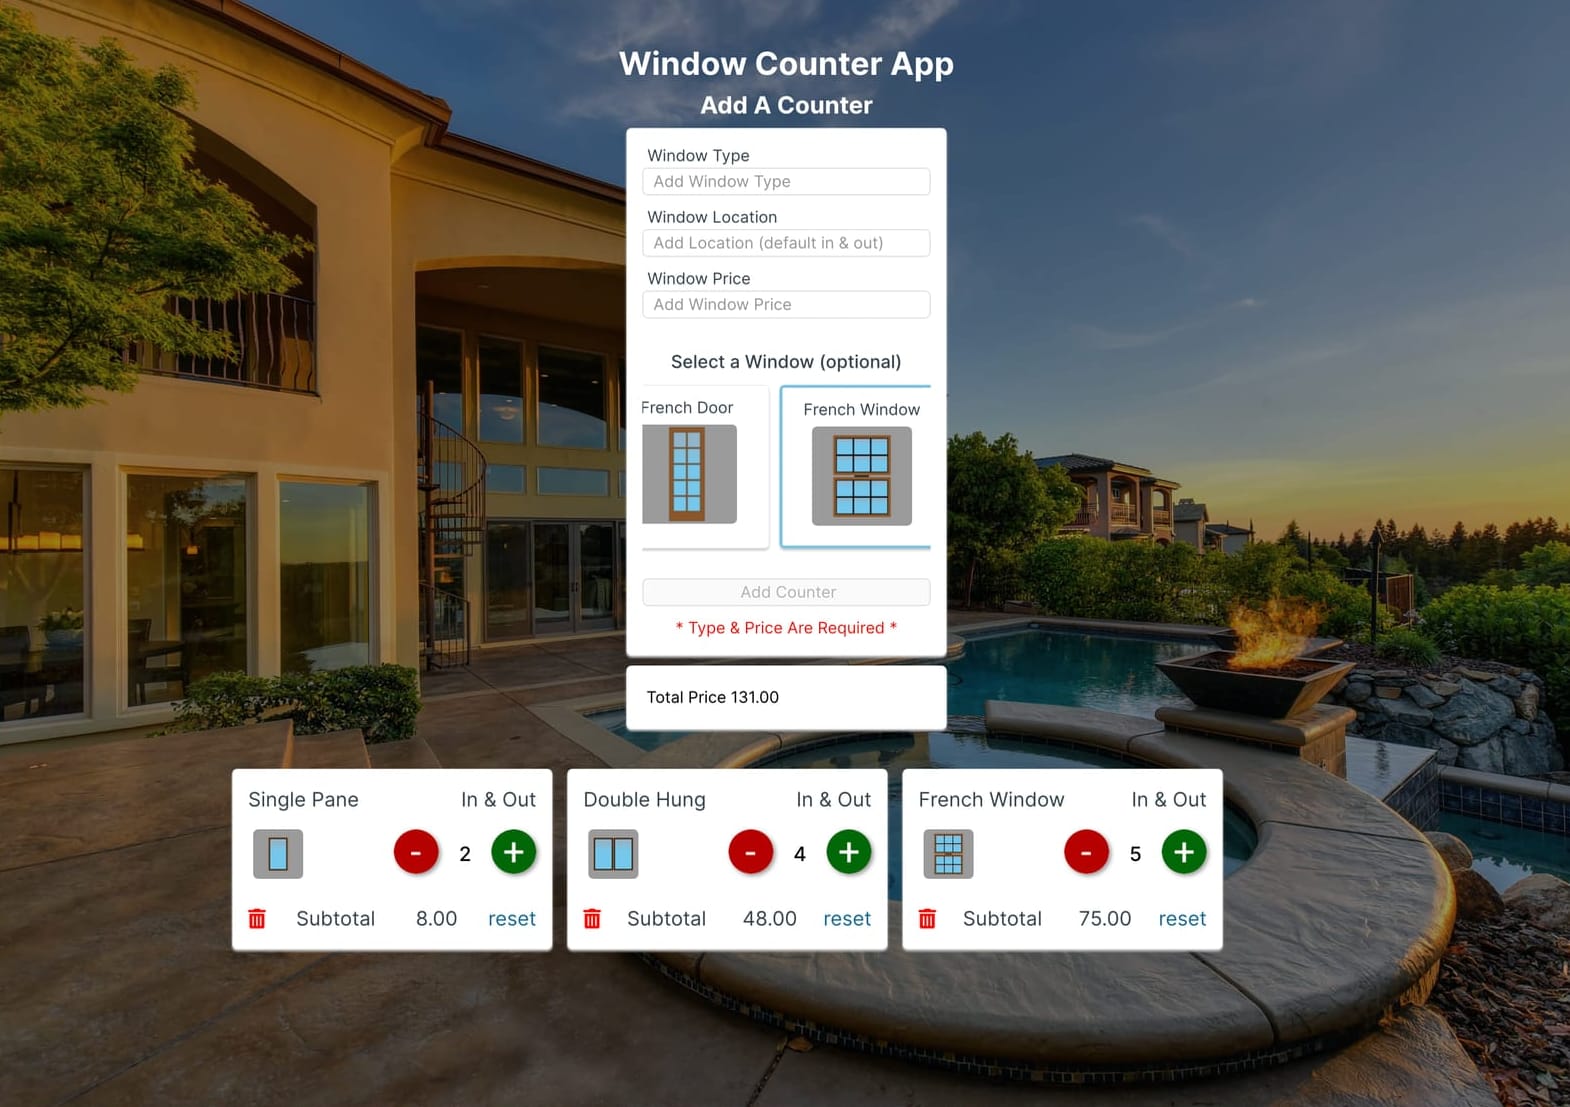 Window Counter App
Add A Counter
Window Type
Add Window Type
Window Location
Add Location (default in & out)
Window Price
Add Window Price
Select a Window (optional)
French Door
French Window
Add Counter
* Type & Price Are Required *
Total Price 131.00
Single Pane In & Out
- 2 +
Subtotal 8.00 reset
Double Hung In & Out
- 4 +
Subtotal 48.00 reset
French Window In & Out
- 5 +
Subtotal 75.00 reset